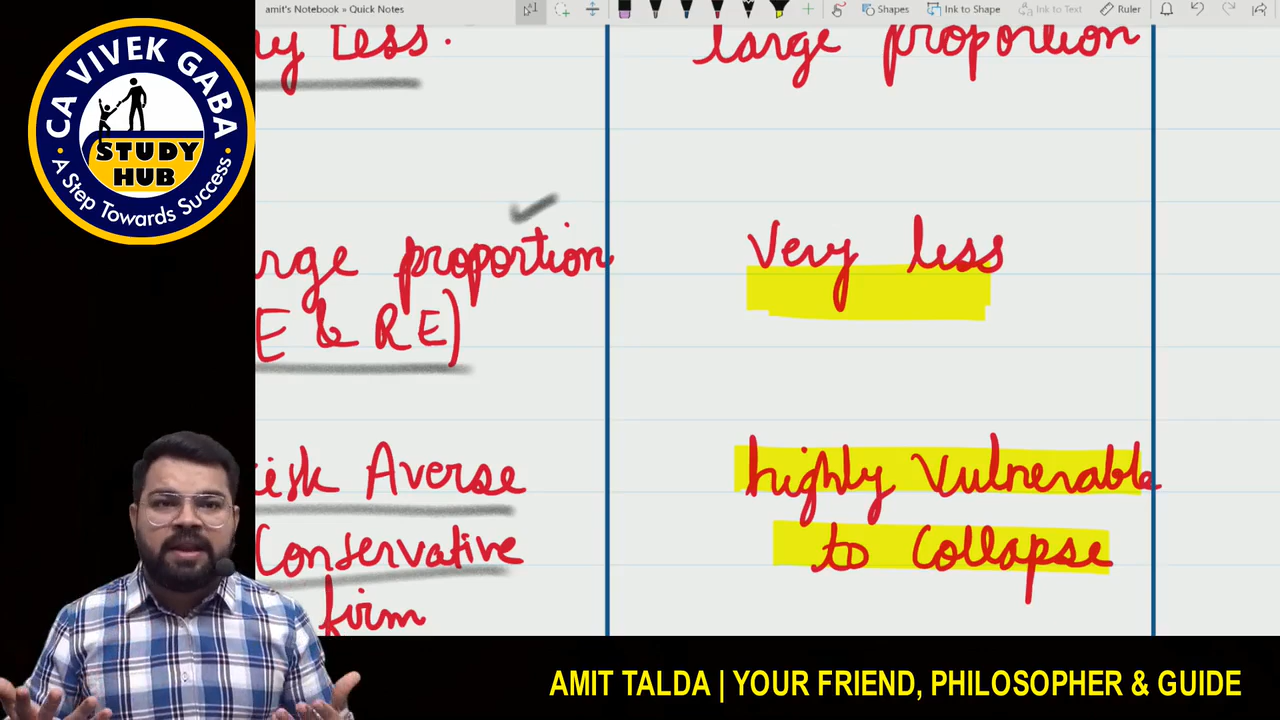 amit's Notebook » Quick Notes
Shapes
Ink to Shape
Ink to Text
Ruler
CA VIVEK GABA
STUDY
HUB
A Step Towards Success
Less.
large proportion
proportion
Very less
E & RE)
Averse
highly Vulnerable
Conservative
to Collapse
firm
AMIT TALDA | YOUR FRIEND, PHILOSOPHER & GUIDE